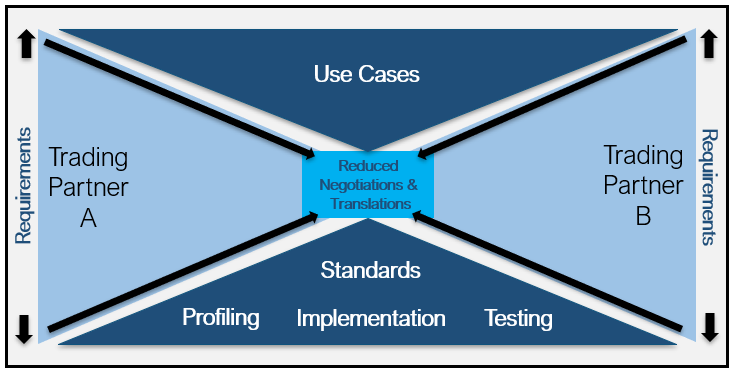 Use Cases
Requirements
Trading
Partner
A
Reduced
Negotiations &
Translations
Trading
Partner
B
Requirements
Standards
Profiling Implementation Testing